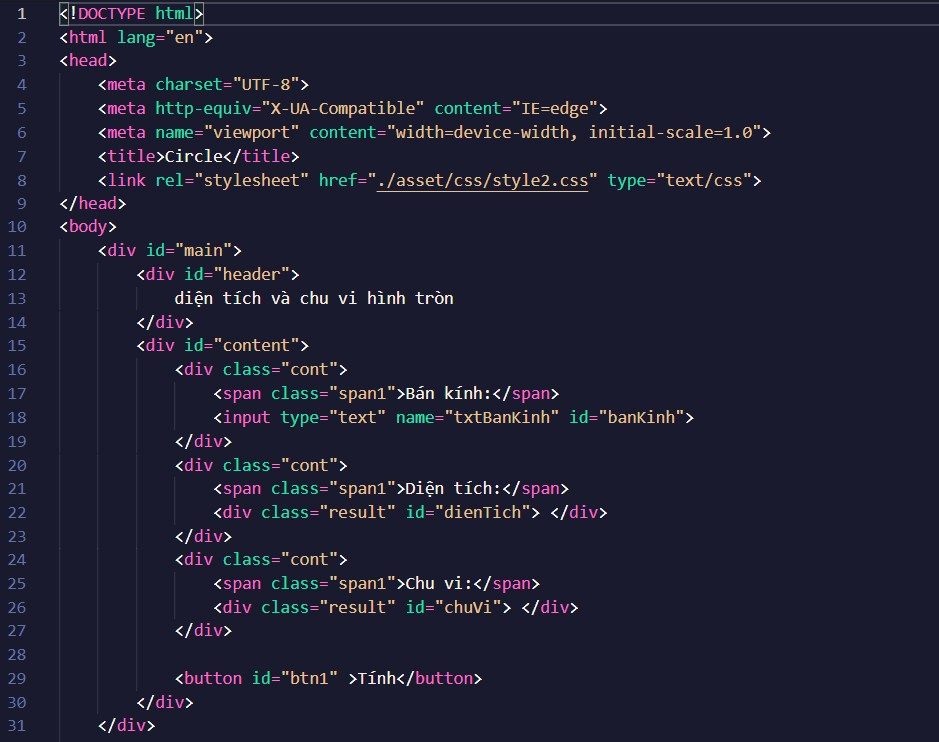 1 <!DOCTYPE html>
2 <html lang="en">
3 <head>
4     <meta charset="UTF-8">
5     <meta http-equiv="X-UA-Compatible" content="IE=edge">
6     <meta name="viewport" content="width=device-width, initial-scale=1.0">
7     <title>Circle</title>
8     <link rel="stylesheet" href="./asset/css/style2.css" type="text/css">
9 </head>
10 <body>
11     <div id="main">
12         <div id="header">
13             diện tích và chu vi hình tròn
14         </div>
15         <div id="content">
16             <div class="cont">
17                 <span class="span1">Bán kính:</span>
18                 <input type="text" name="txtBanKinh" id="banKinh">
19             </div>
20             <div class="cont">
21                 <span class="span1">Diện tích:</span>
22                 <div class="result" id="dienTich"> </div>
23             </div>
24             <div class="cont">
25                 <span class="span1">Chu vi:</span>
26                 <div class="result" id="chuVi"> </div>
27             </div>
28
29             <button id="btn1" >Tính</button>
30         </div>
31     </div>